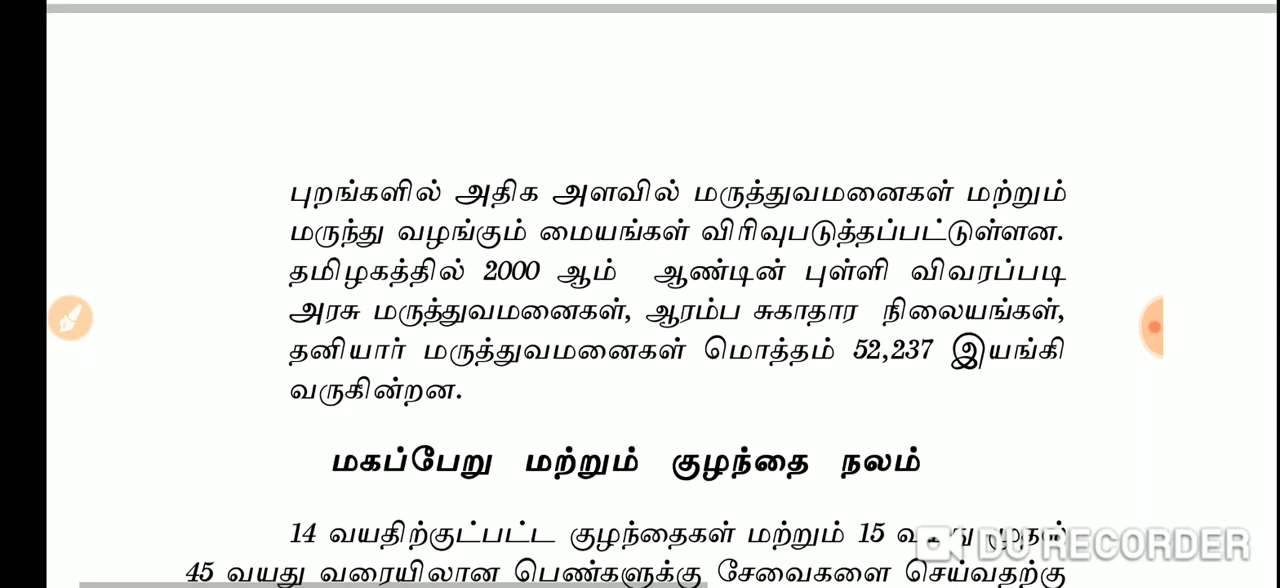 புறங்களில் அதிக அளவில் மருத்துவமனைகள் மற்றும்
மருந்து வழங்கும் மையங்கள் விரிவுபடுத்தப்பட்டுள்ளன.
தமிழகத்தில் 2000 ஆம் ஆண்டின் புள்ளி விவரப்படி
அரசு மருத்துவமனைகள், ஆரம்ப சுகாதார நிலையங்கள்,
தனியார் மருத்துவமனைகள் மொத்தம் 52,237 இயங்கி
வருகின்றன.
மகப்பேறு மற்றும் குழந்தை நலம்
14 வயதிற்குட்பட்ட குழந்தைகள் மற்றும் 15 வயது முதல்
45 வயது வரையிலான பெண்களுக்கு சேவைகளை செய்வதற்கு
DU RECORDER